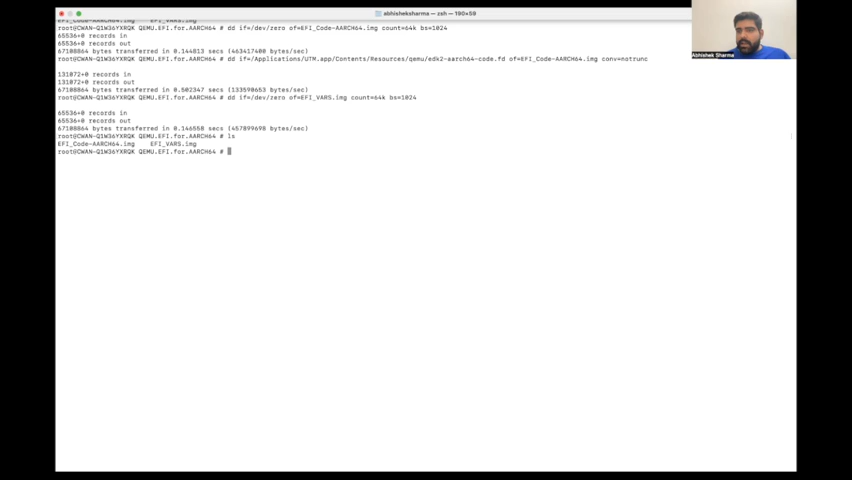 abhisheksharma — csh — 190×59
EFI_Code-AARCH64.img    EFI_VARS.img
root@CWAN-Q1W36YXRQK QEMU.EFI.for.AARCH64 # dd if=/dev/zero of=EFI_Code-AARCH64.img count=64k bs=1024
65536+0 records in
65536+0 records out
67108864 bytes transferred in 0.144813 secs (463417400 bytes/sec)
root@CWAN-Q1W36YXRQK QEMU.EFI.for.AARCH64 # dd if=/Applications/UTM.app/Contents/Resources/qemu/edk2-aarch64-code.fd of=EFI_Code-AARCH64.img conv=notrunc
131072+0 records in
131072+0 records out
67108864 bytes transferred in 0.502347 secs (133590653 bytes/sec)
root@CWAN-Q1W36YXRQK QEMU.EFI.for.AARCH64 # dd if=/dev/zero of=EFI_VARS.img count=64k bs=1024
65536+0 records in
65536+0 records out
67108864 bytes transferred in 0.146558 secs (457899698 bytes/sec)
root@CWAN-Q1W36YXRQK QEMU.EFI.for.AARCH64 # ls
EFI_Code-AARCH64.img    EFI_VARS.img
root@CWAN-Q1W36YXRQK QEMU.EFI.for.AARCH64 #
Abhishek Sharma